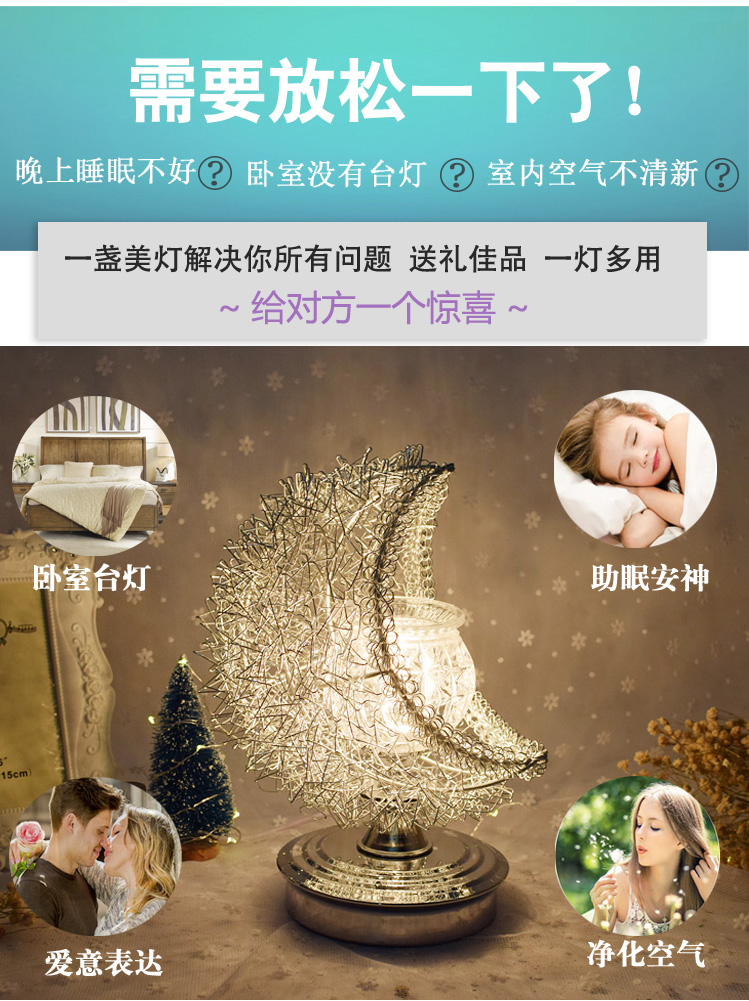 需要放松一下了！
晚上睡眠不好? 卧室没有台灯 ? 室内空气不清新?
一盏美灯解决你所有问题 送礼佳品 一灯多用
~ 给对方一个惊喜 ~
卧室台灯
助眠安神
15cm)
爱意表达
净化空气